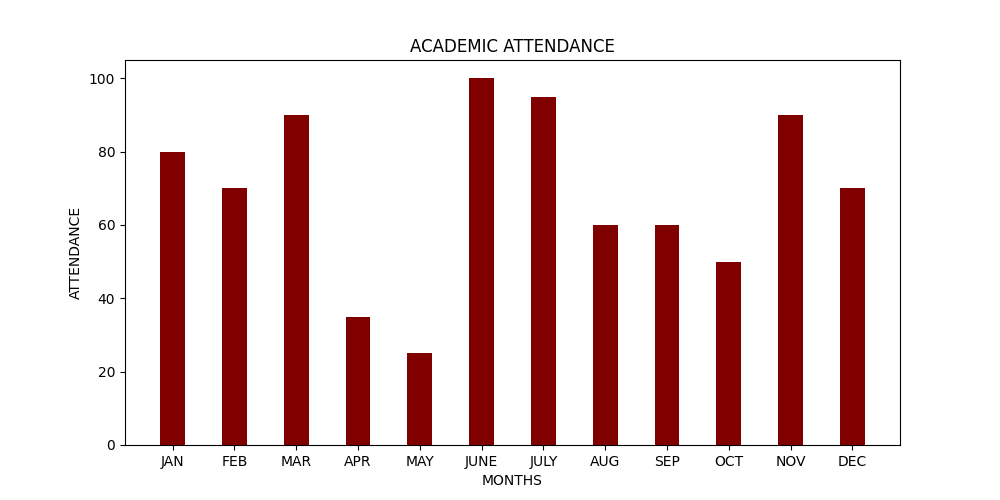 ACADEMIC ATTENDANCE
100
80
60
40
20
0
ATTENDANCE
JAN FEB MAR APR MAY JUNE JULY AUG SEP OCT NOV DEC
MONTHS